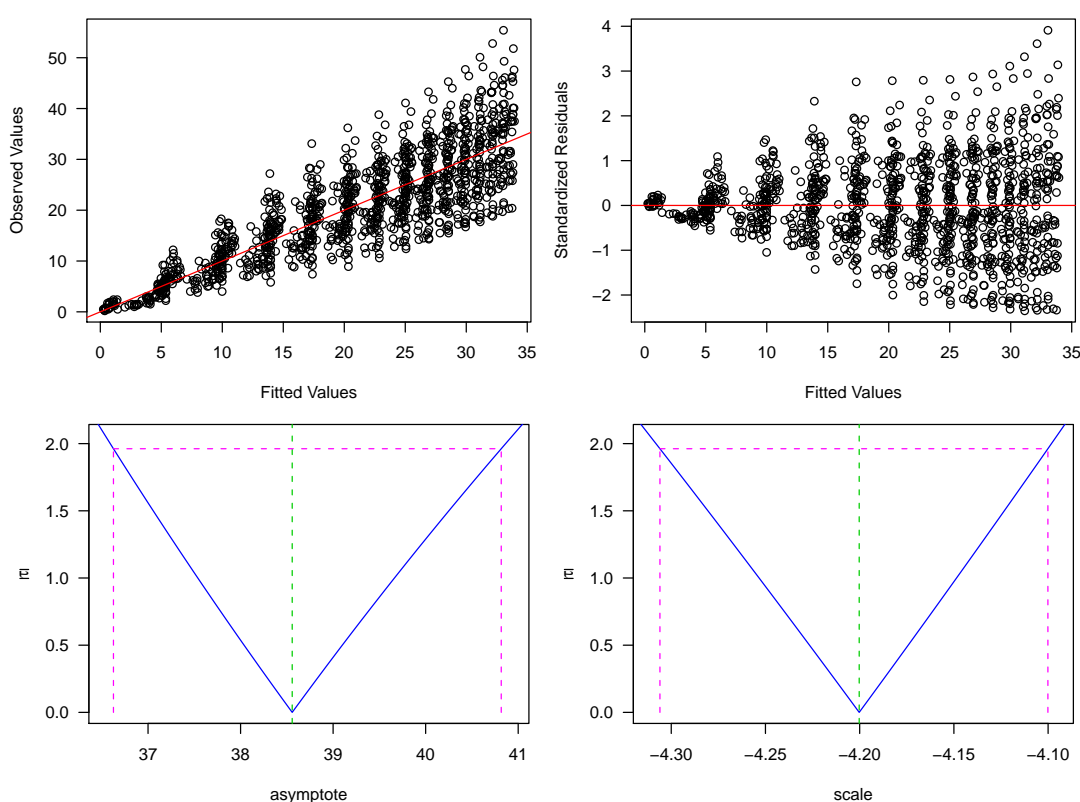 Observed Values
50
40
30
20
10
0
0 5 10 15 20 25 30 35
Fitted Values
Standardized Residuals
4
3
2
1
0
−1
−2
0 5 10 15 20 25 30 35
Fitted Values
|τ|
2.0
1.5
1.0
0.5
0.0
37 38 39 40 41
asymptote
|τ|
2.0
1.5
1.0
0.5
0.0
−4.30 −4.25 −4.20 −4.15 −4.10
scale